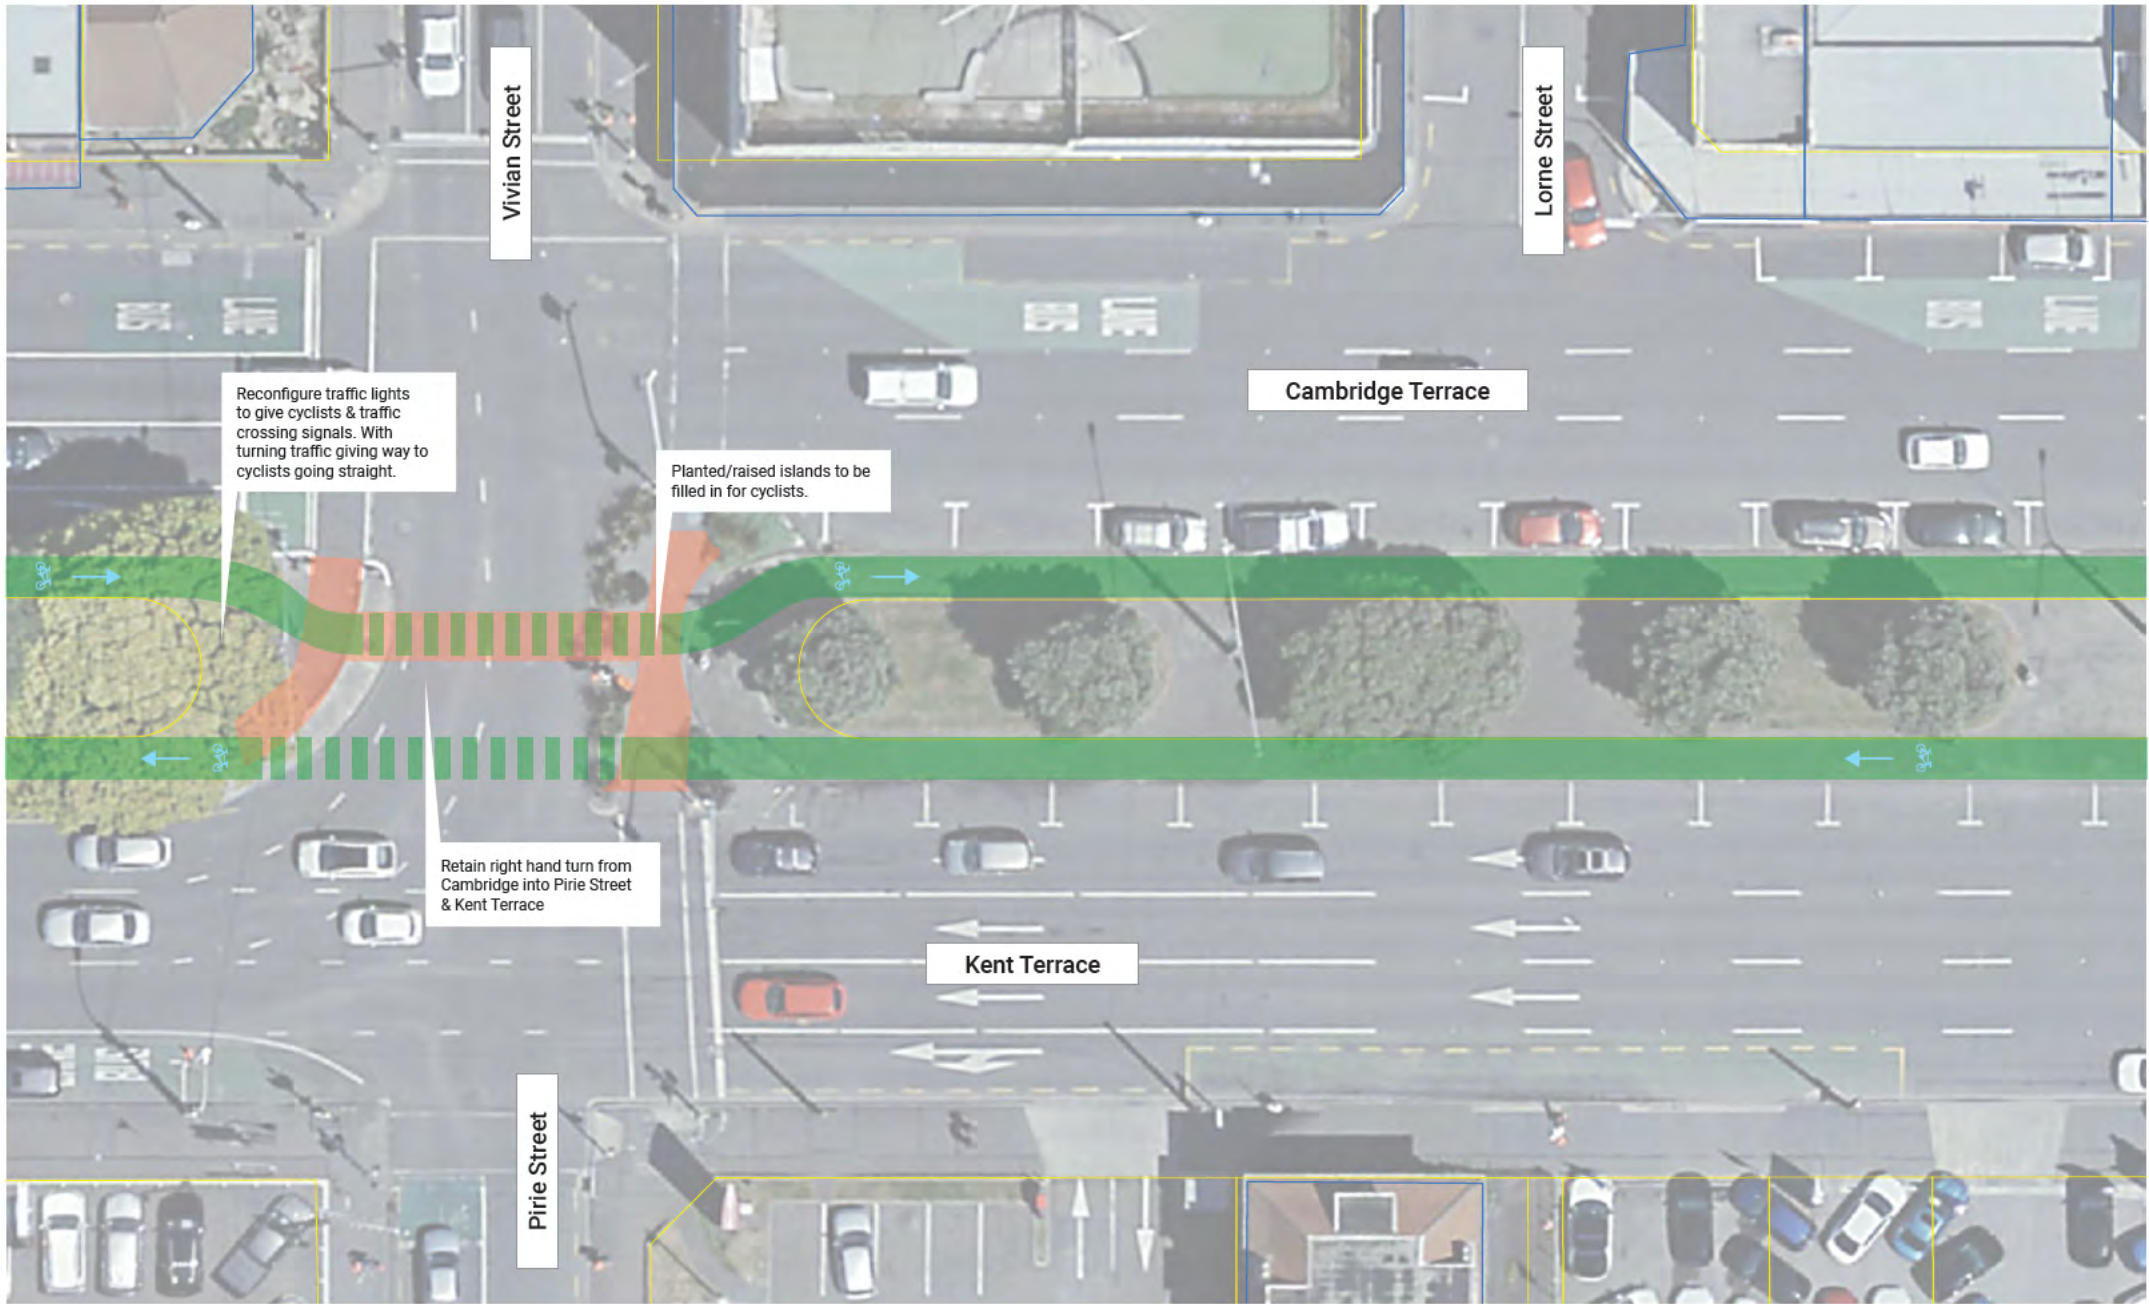 Vivian Street
Lorne Street
Reconfigure traffic lights
to give cyclists & traffic
crossing signals. With
turning traffic giving way to
cyclists going straight.
Cambridge Terrace
Planted/raised islands to be
filled in for cyclists.
Retain right hand turn from
Cambridge into Pirie Street
& Kent Terrace
Kent Terrace
Pirie Street